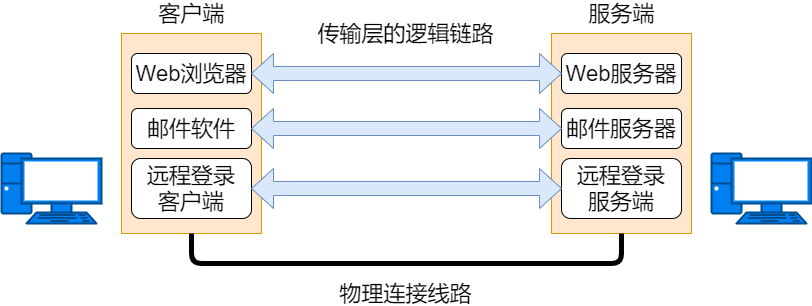 客户端
服务端
传输层的逻辑链路
Web浏览器
Web服务器
邮件软件
邮件服务器
远程登录
客户端
远程登录
服务端
物理连接线路